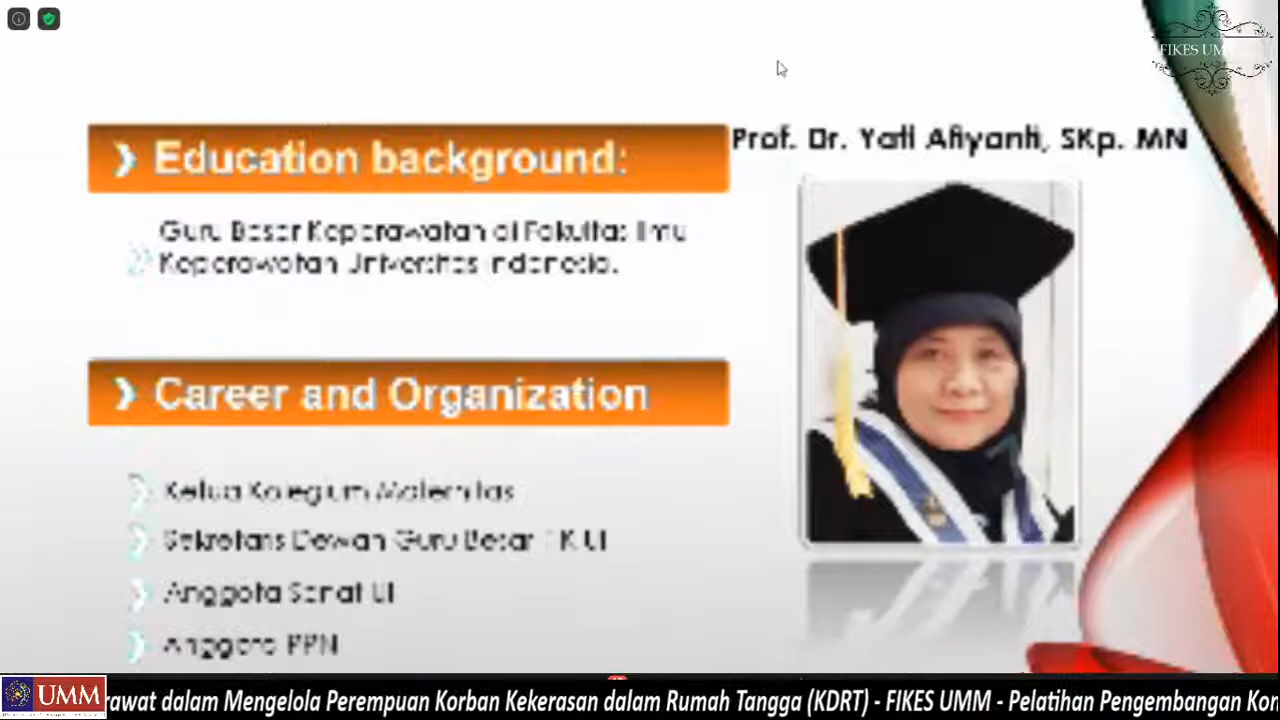 FIKES UMM
Prof. Dr. Yati Afiyanti, SKp. MN
Education background:
Guru Besar Keperawatan di Fakultas Ilmu
Keperawatan Universitas Indonesia.
Career and Organization
Ketua Kolegium Maternitas
Sekretaris Dewan Guru Besar FIK UI
Anggota Senat UI
Anggota
UMM
rawat dalam Mengelola Perempuan Korban Kekerasan dalam Rumah Tangga (KDRT) - FIKES UMM - Pelatihan Pengembangan Kon